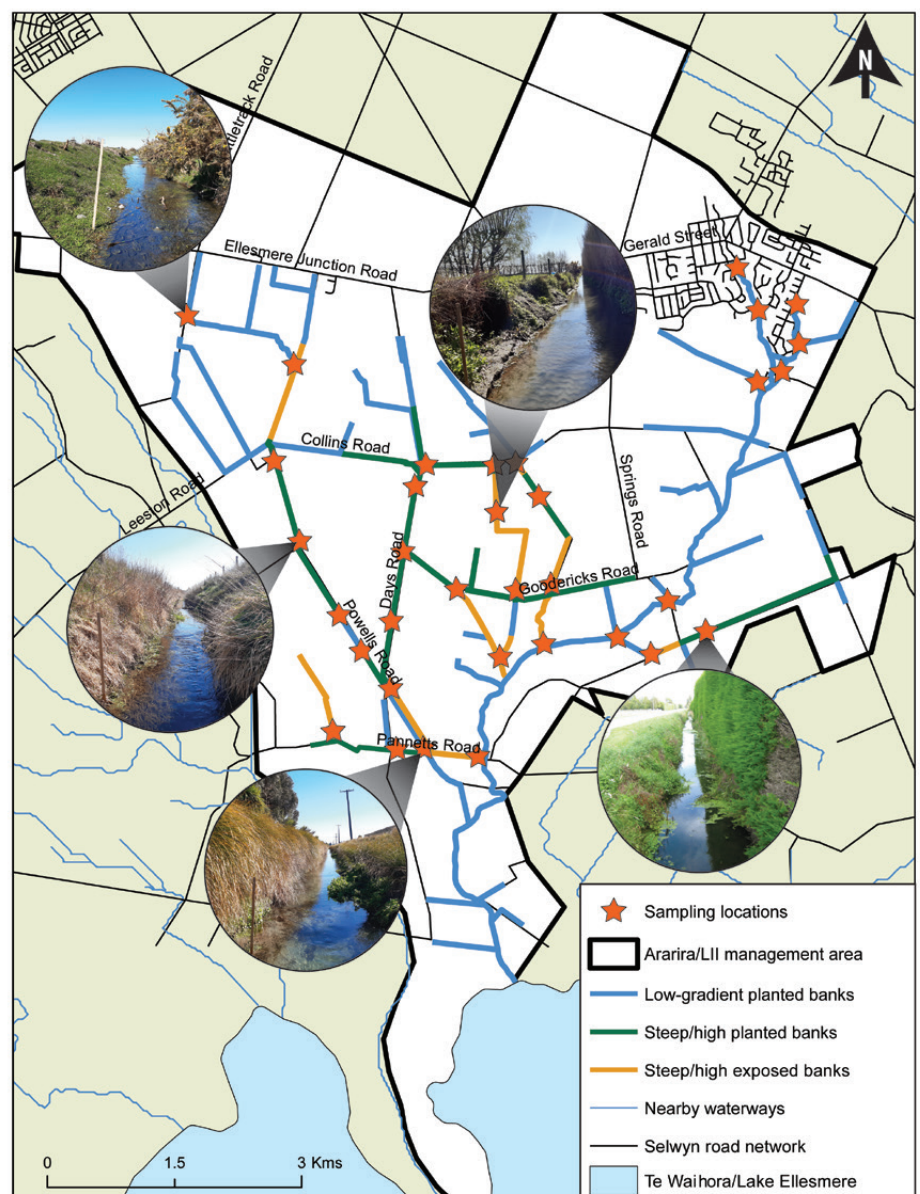 N
Ellesmere Junction Road
Gerald Street
Collins Road
Leeston Road
Springs Road
Days Road
Goodericks Road
Powells Road
Pannetts Road
Sampling locations
Ararira/LII management area
Low-gradient planted banks
Steep/high planted banks
Steep/high exposed banks
Nearby waterways
Selwyn road network
Te Waihora/Lake Ellesmere
0 1.5 3 Kms